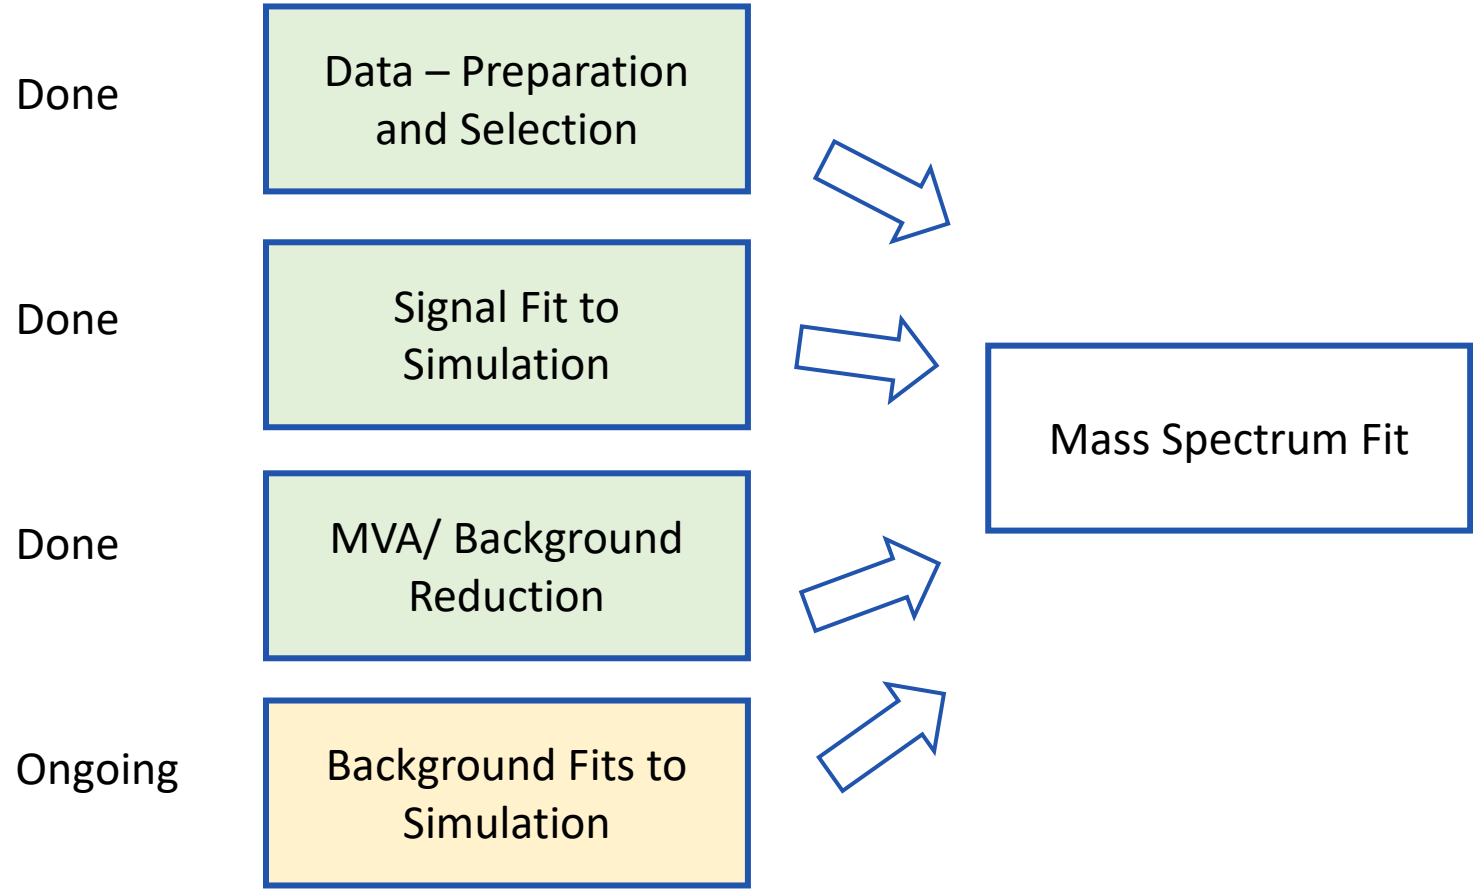 Done
Data – Preparation
and Selection
Done
Signal Fit to
Simulation
Mass Spectrum Fit
Done
MVA/ Background
Reduction
Ongoing
Background Fits to
Simulation